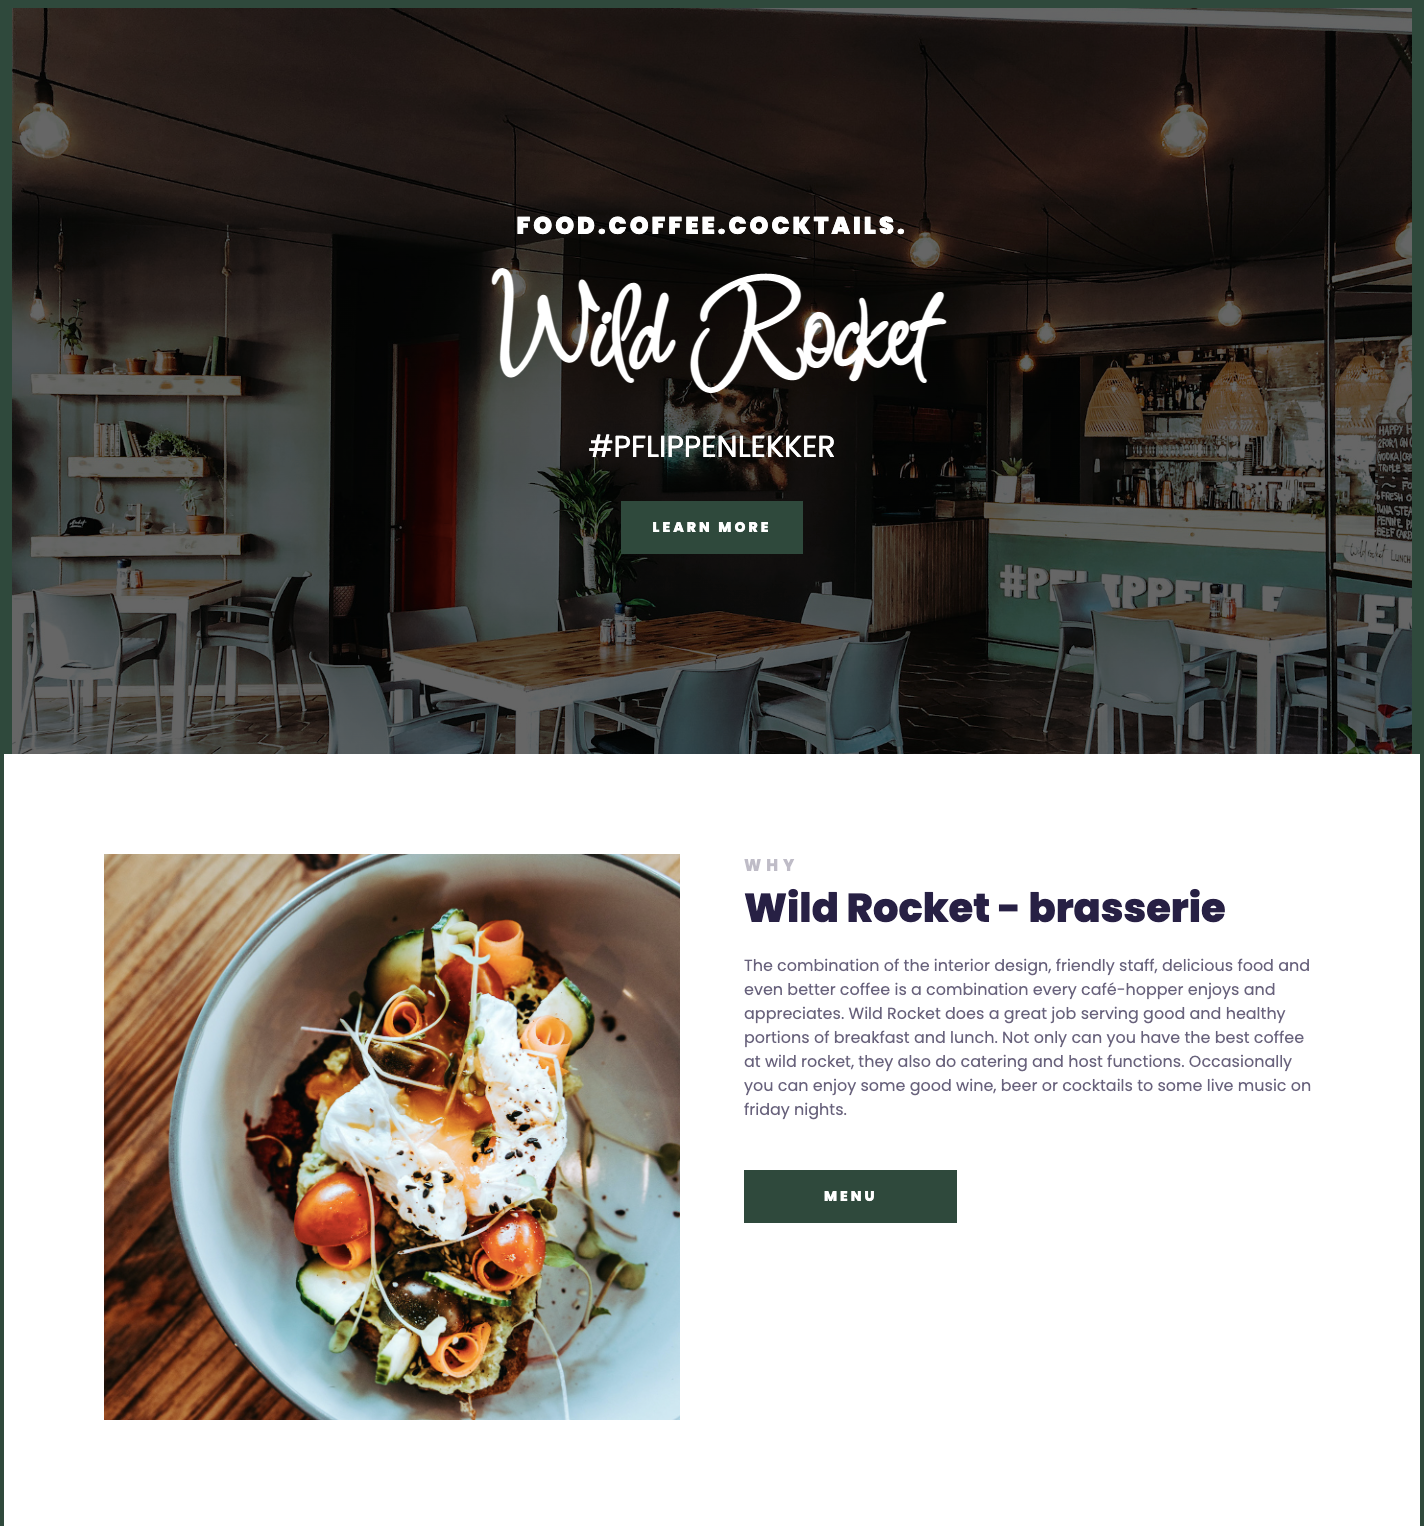 FOOD.COFFEE.COCKTAILS.
Wild Rocket
#PFLIPPENLEKKER
LEARN MORE
WHY
Wild Rocket - brasserie
The combination of the interior design, friendly staff, delicious food and
even better coffee is a combination every café-hopper enjoys and
appreciates. Wild Rocket does a great job serving good and healthy
portions of breakfast and lunch. Not only can you have the best coffee
at wild rocket, they also do catering and host functions. Occasionally
you can enjoy some good wine, beer or cocktails to some live music on
friday nights.
MENU